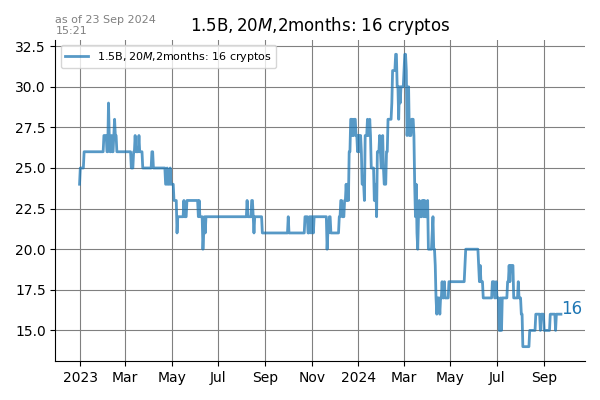 as of 23 Sep 2024
15:21
1.5B, 20M,2months: 16 cryptos
1.5B, 20M,2months: 16 cryptos
32.5
30.0
27.5
25.0
22.5
20.0
17.5
15.0
16
2023 Mar May Jul Sep Nov 2024 Mar May Jul Sep